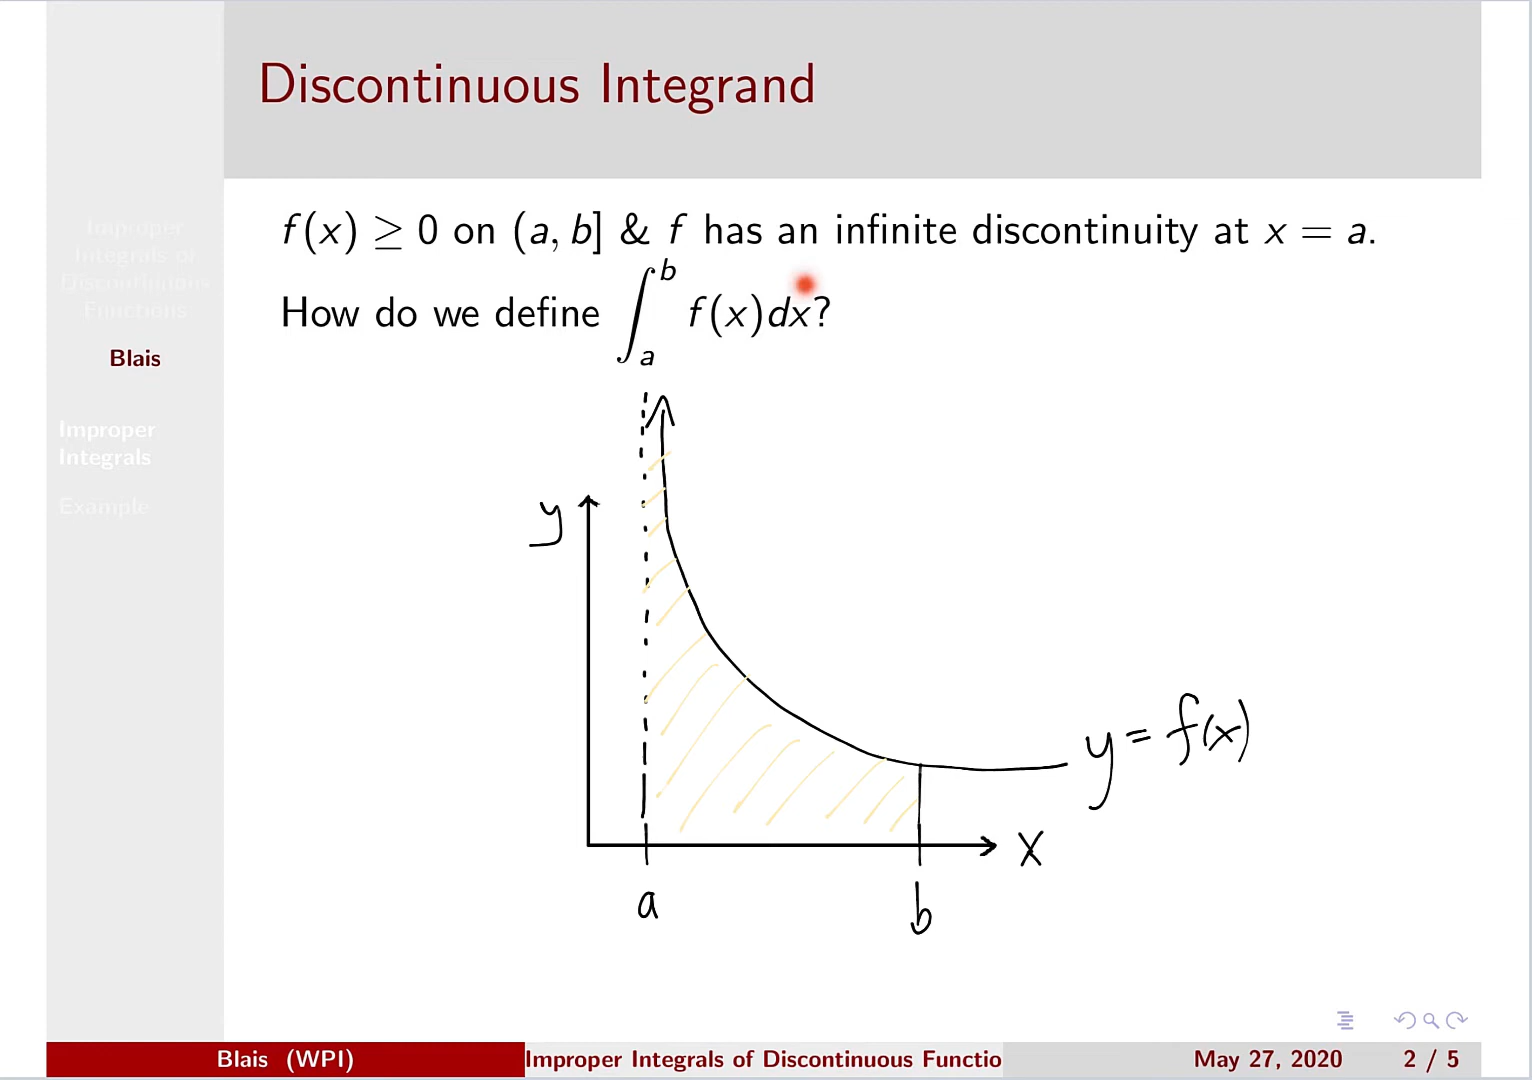 Discontinuous Integrand
Improper
Integrals of
Discontinuous
Functions
Blais
Improper
Integrals
Example
f(x) ≥ 0 on (a, b] & f has an infinite discontinuity at x = a.
How do we define ∫_a^b f(x)dx?
y
y = f(x)
x
a
b
Blais (WPI)
Improper Integrals of Discontinuous Functio
May 27, 2020
2 / 5